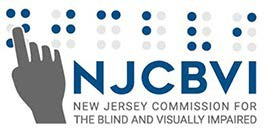 NJCBVI
NEW JERSEY COMMISSION FOR
THE BLIND AND VISUALLY IMPAIRED